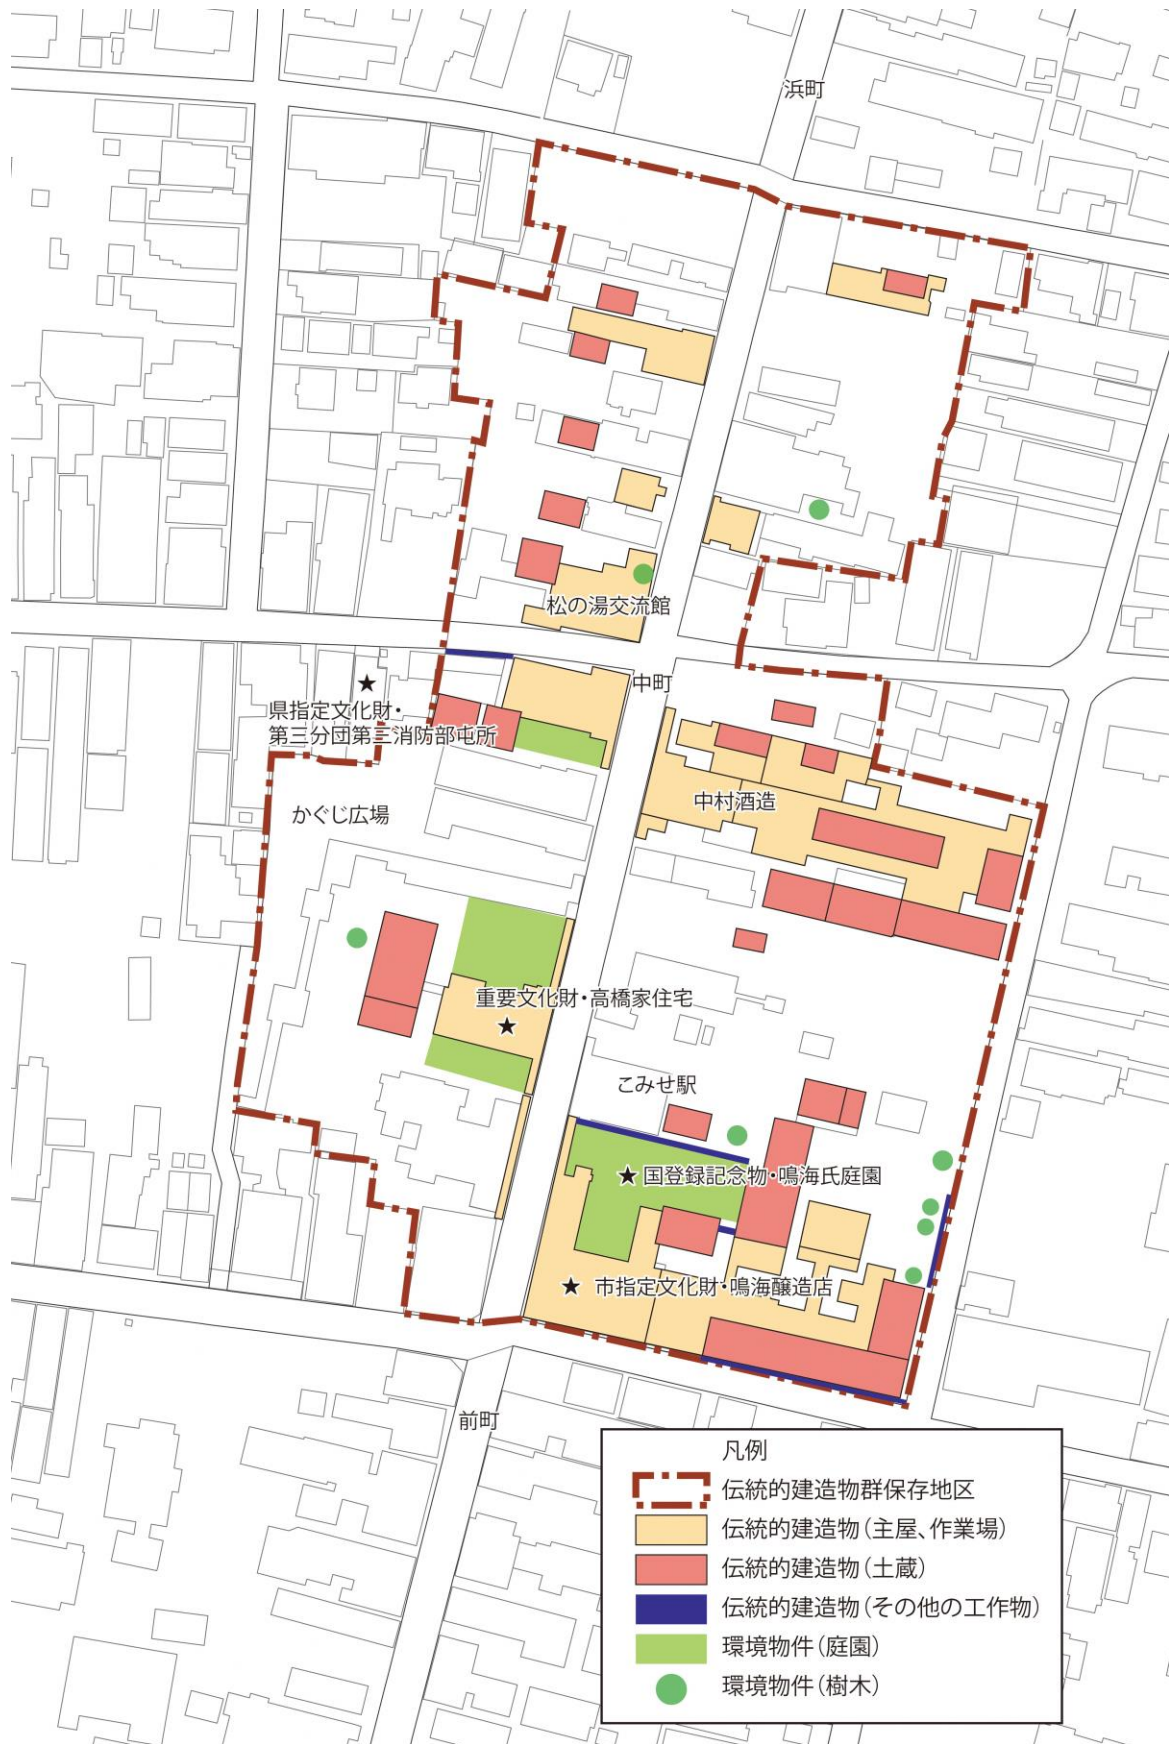 浜町
松の湯交流館
中町
★
県指定文化財・
第三分団第三消防部屯所
中村酒造
かぐじ広場
重要文化財・高橋家住宅
★
こみせ駅
★ 国登録記念物・鳴海氏庭園
★ 市指定文化財・鳴海醸造店
前町
凡例
伝統的建造物群保存地区
伝統的建造物（主屋、作業場）
伝統的建造物（土蔵）
伝統的建造物（その他の工作物）
環境物件（庭園）
環境物件（樹木）